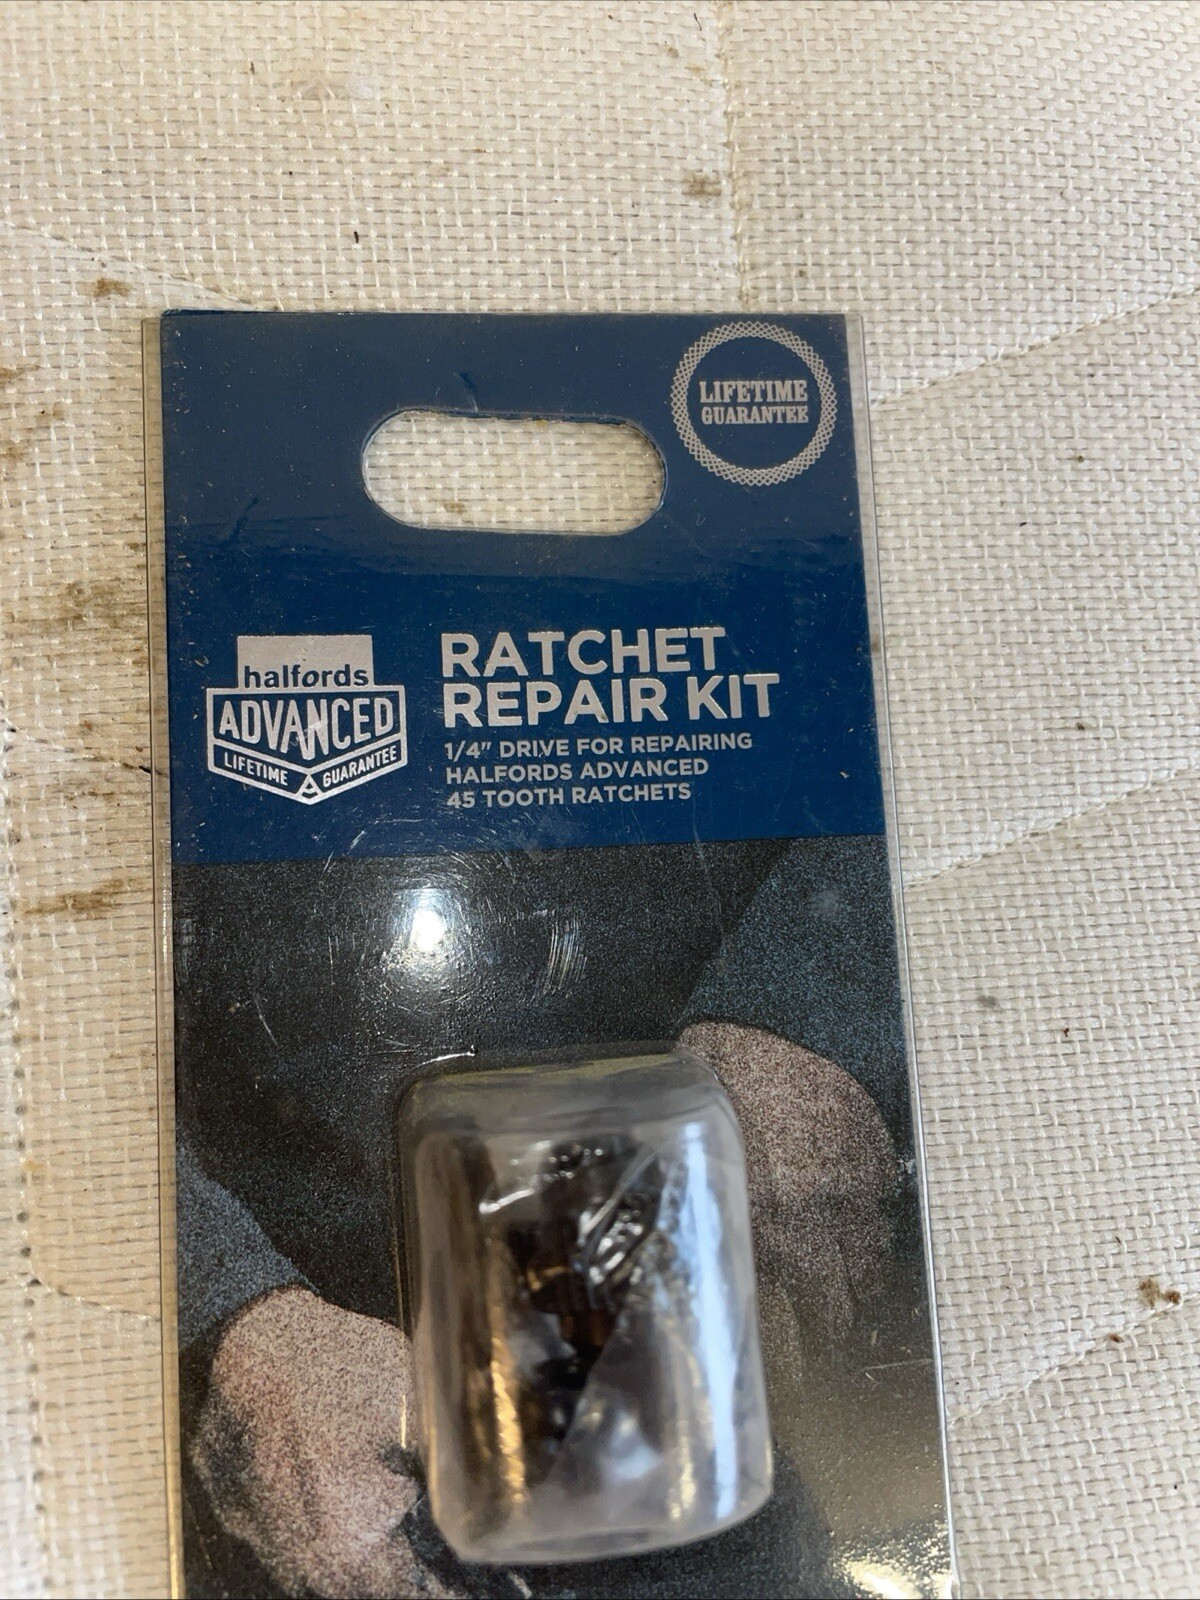 LIFETIME
GUARANTEE
halfords
ADVANCED
LIFETIME GUARANTEE
RATCHET
REPAIR KIT
1/4" DRIVE FOR REPAIRING
HALFORDS ADVANCED
45 TOOTH RATCHETS